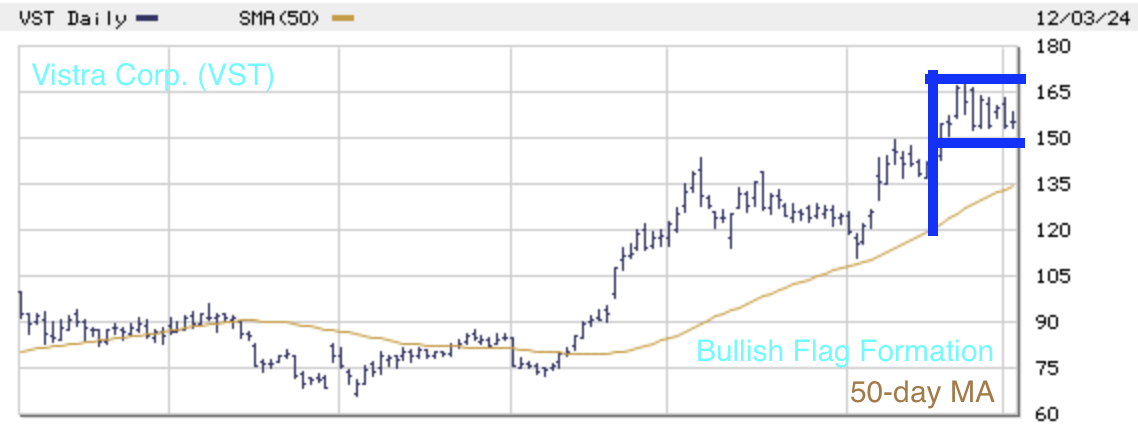 VST Daily SMA(50) 12/03/24
180
Vistra Corp. (VST)
165
150
135
120
105
90
Bullish Flag Formation
75
50-day MA
60